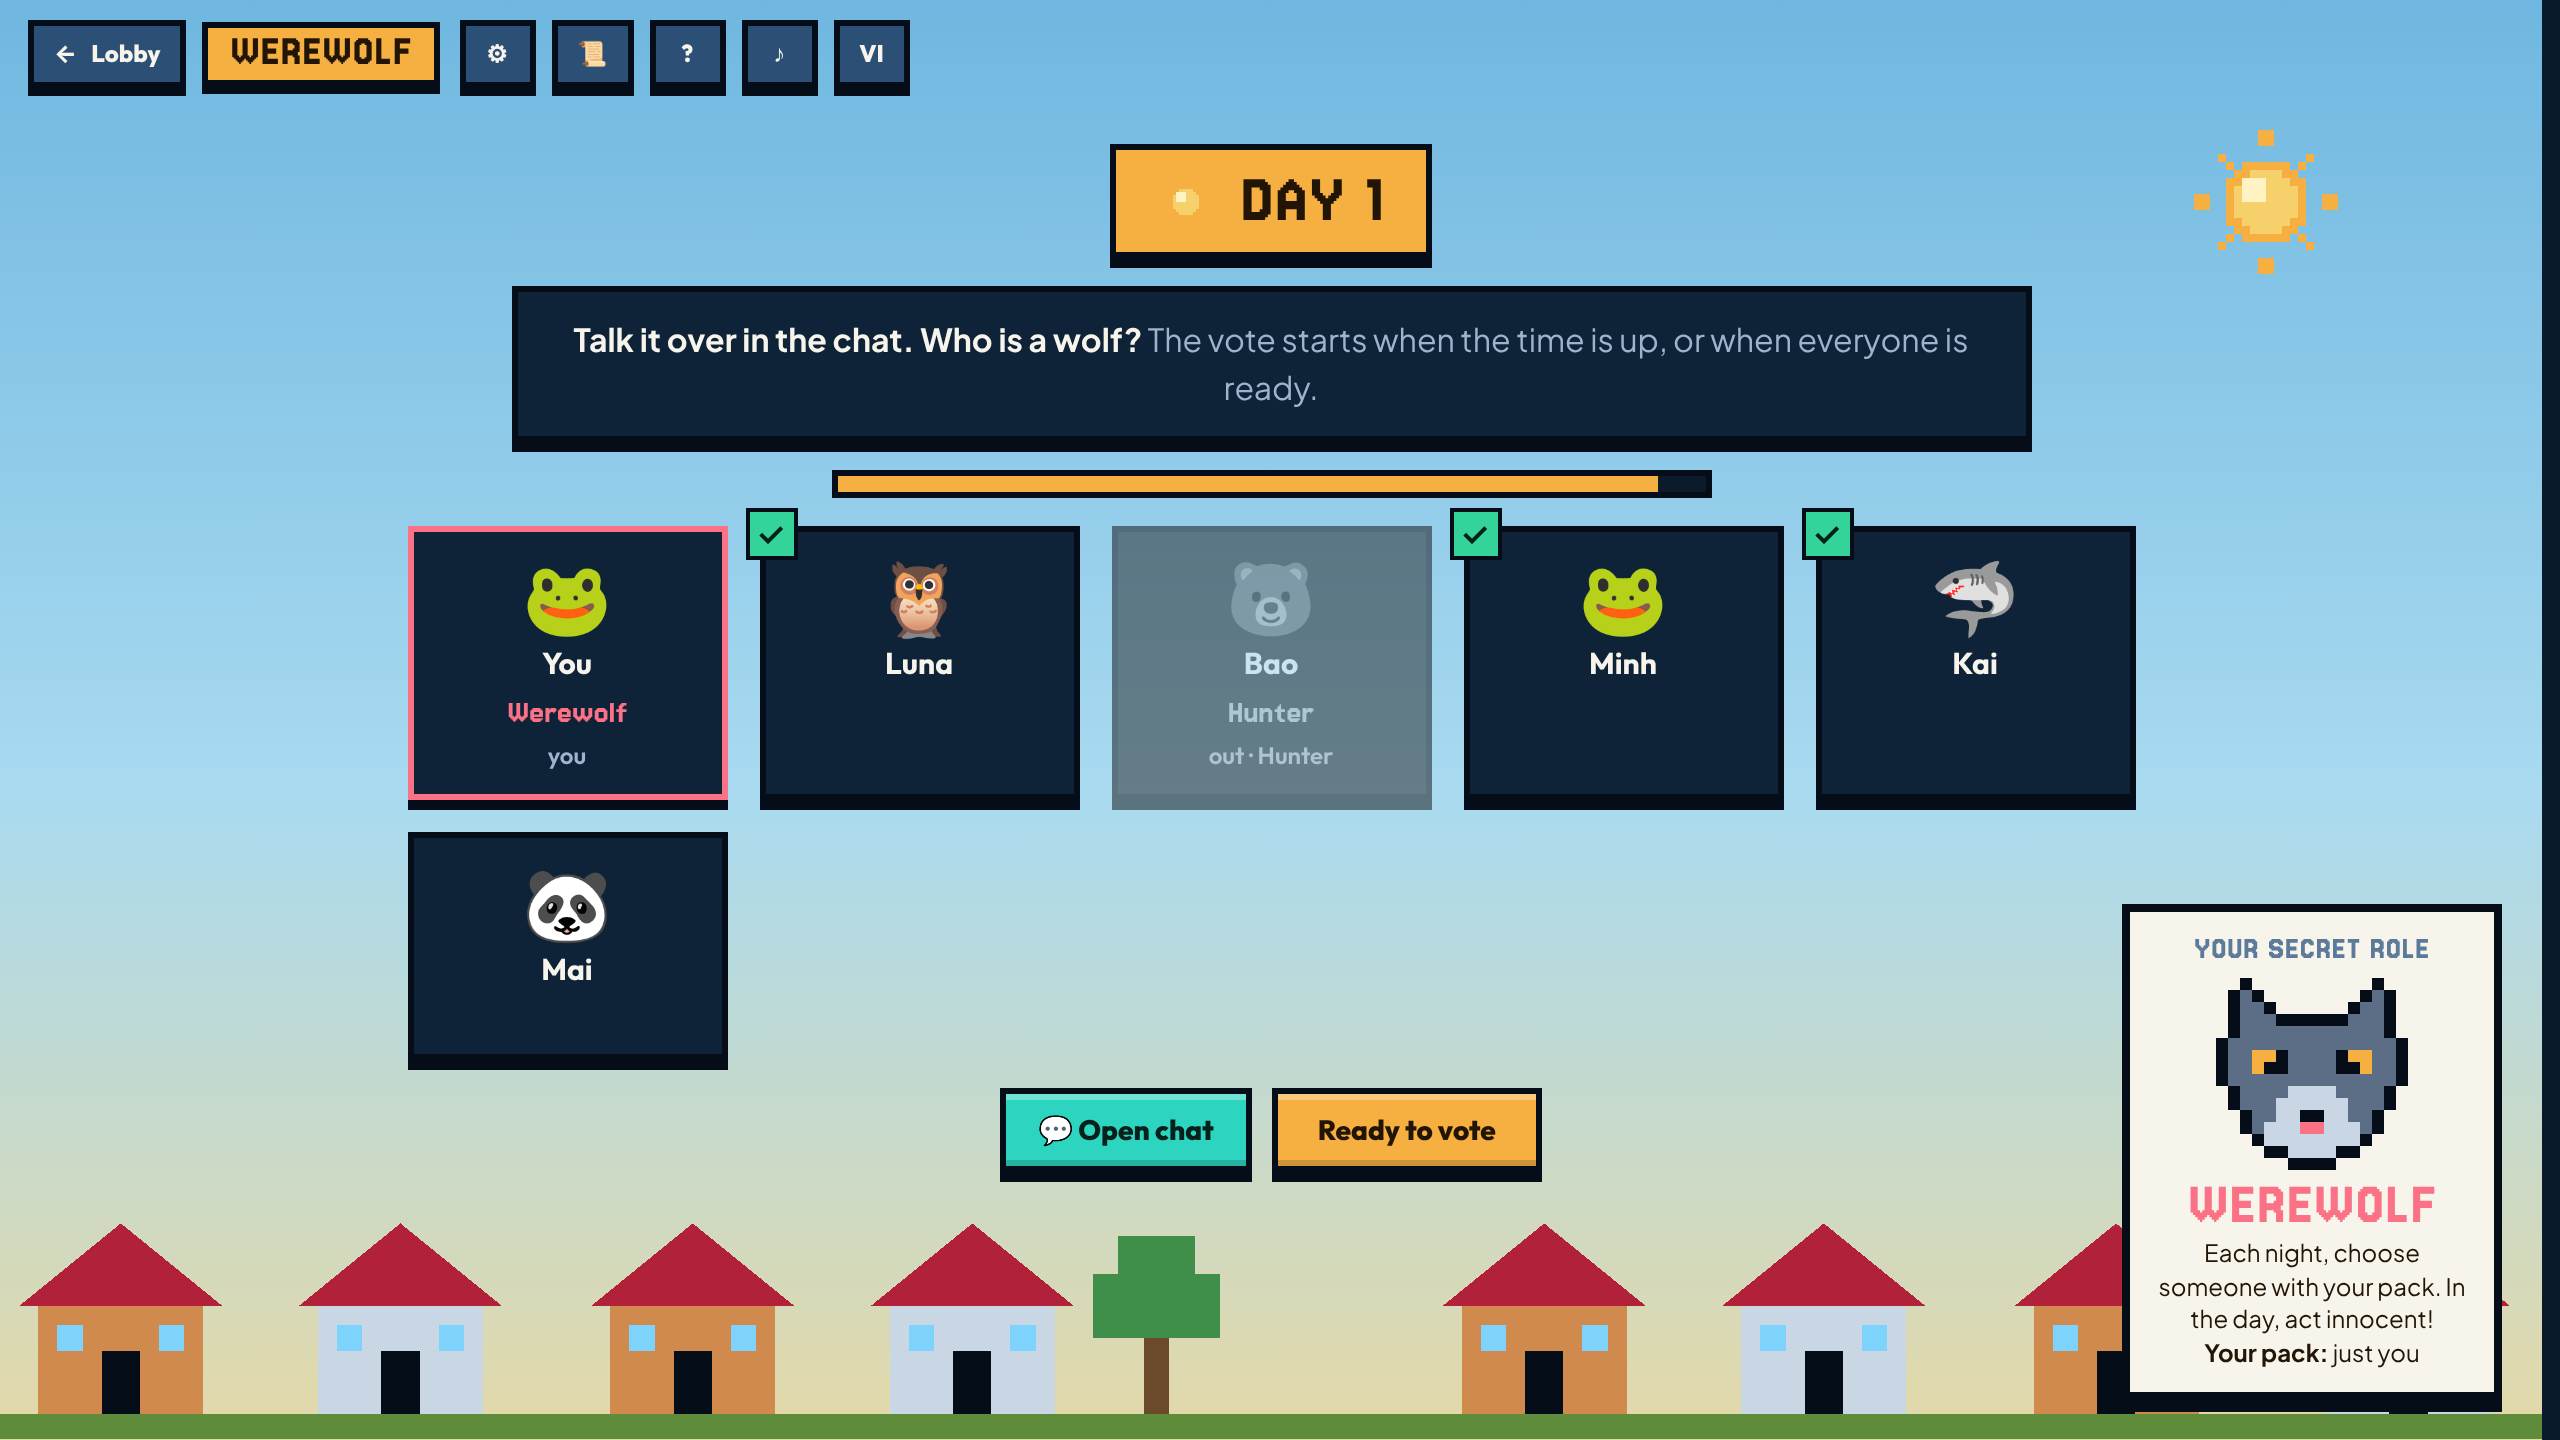 ← Lobby
WEREWOLF
?
♪
VI
DAY 1
Talk it over in the chat. Who is a wolf? The vote starts when the time is up, or when everyone is
ready.
You
Werewolf
you
Luna
Bao
Hunter
out · Hunter
Minh
Kai
Mai
Open chat
Ready to vote
YOUR SECRET ROLE
WEREWOLF
Each night, choose
someone with your pack. In
the day, act innocent!
Your pack: just you